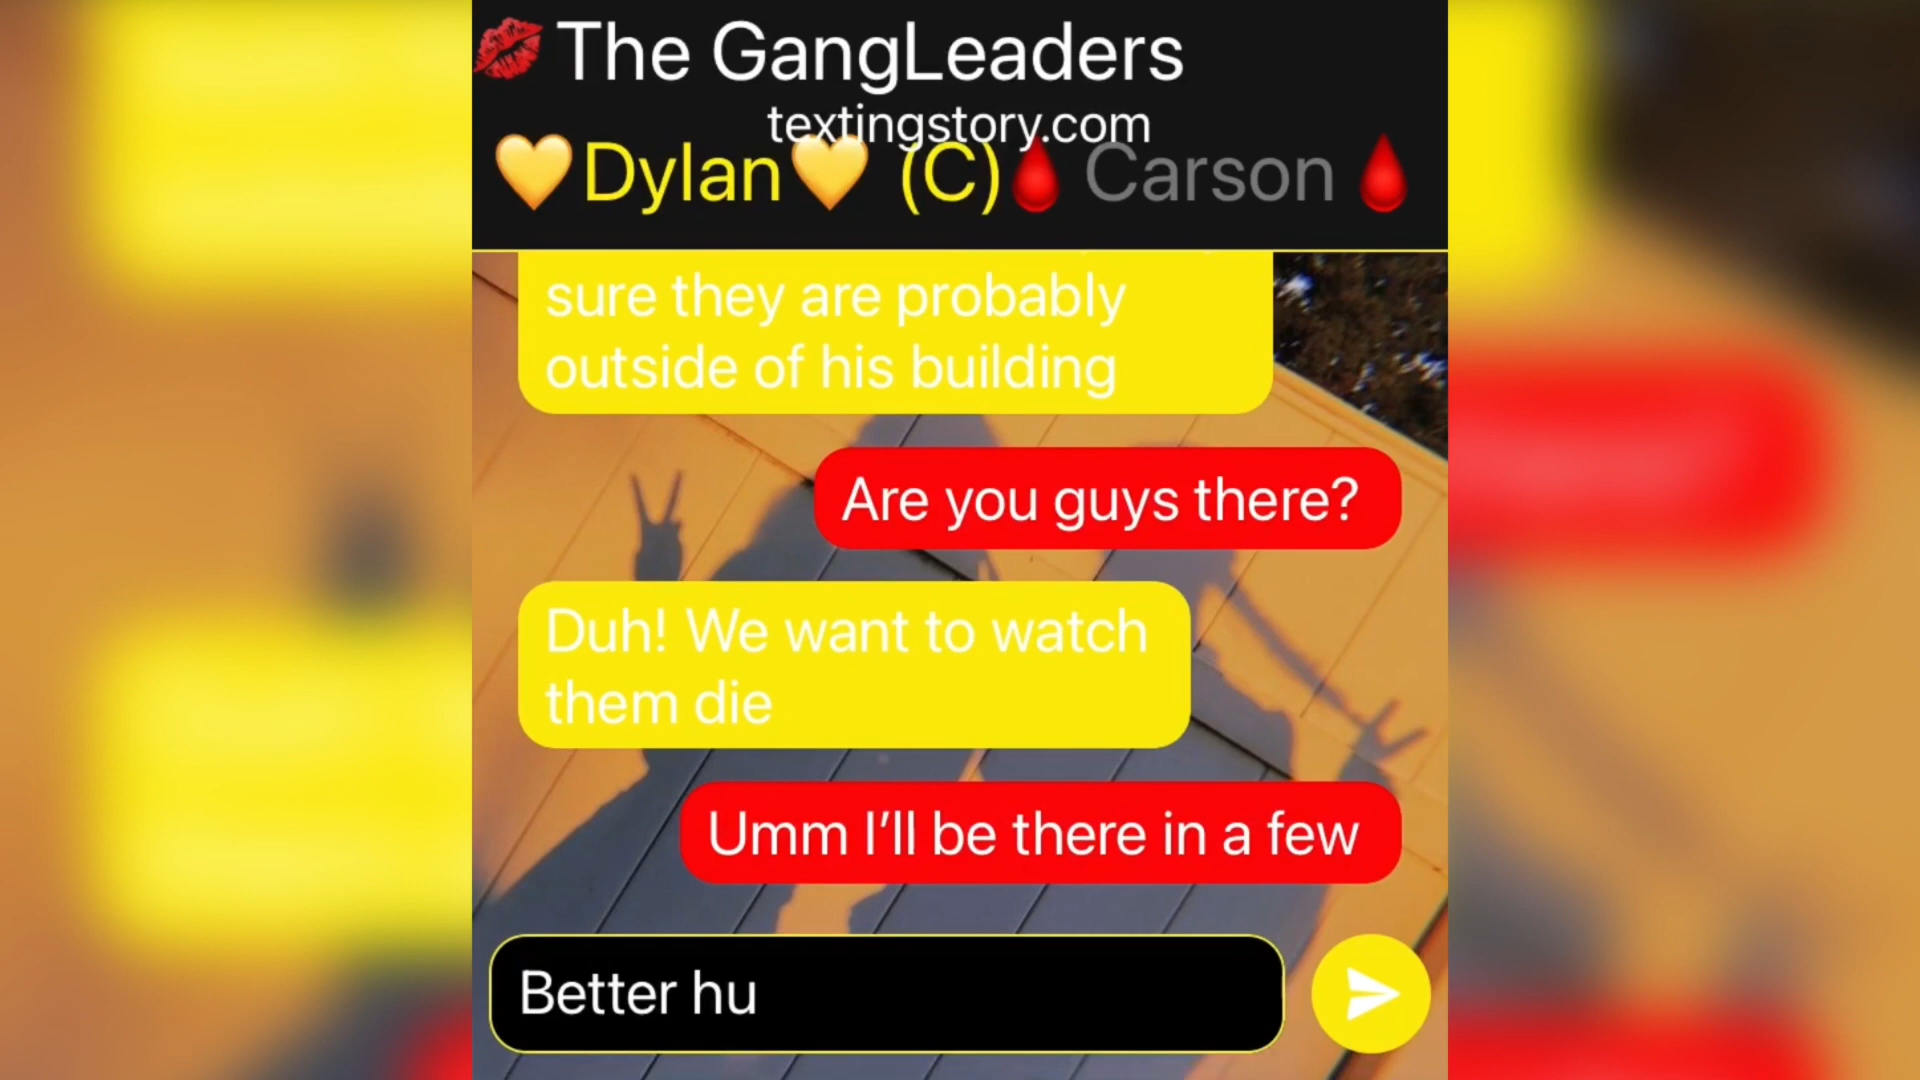 💋 The GangLeaders
textingstory.com
💛Dylan💛 (C)🩸 Carson 🩸
sure they are probably
outside of his building
Are you guys there?
Duh! We want to watch
them die
Umm I’ll be there in a few
Better hu